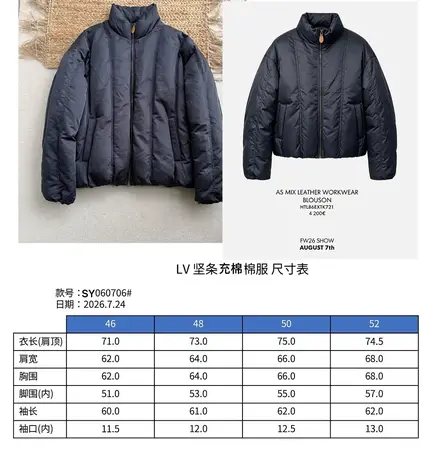 AS MIX LEATHER WORKWEAR
BLOUSON
HTL86EXTK721
4 200€
FW26 SHOW
AUGUST 7th
LV 坚条充棉棉服 尺寸表
款号：SY060706#
日期：2026.7.24
46 48 50 52
衣长(肩顶) 71.0 73.0 75.0 74.5
肩宽 62.0 64.0 66.0 68.0
胸围 62.0 64.0 66.0 68.0
脚围(内) 51.0 53.0 55.0 57.0
袖长 60.0 61.0 62.0 62.0
袖口(内) 11.5 12.0 12.5 13.0